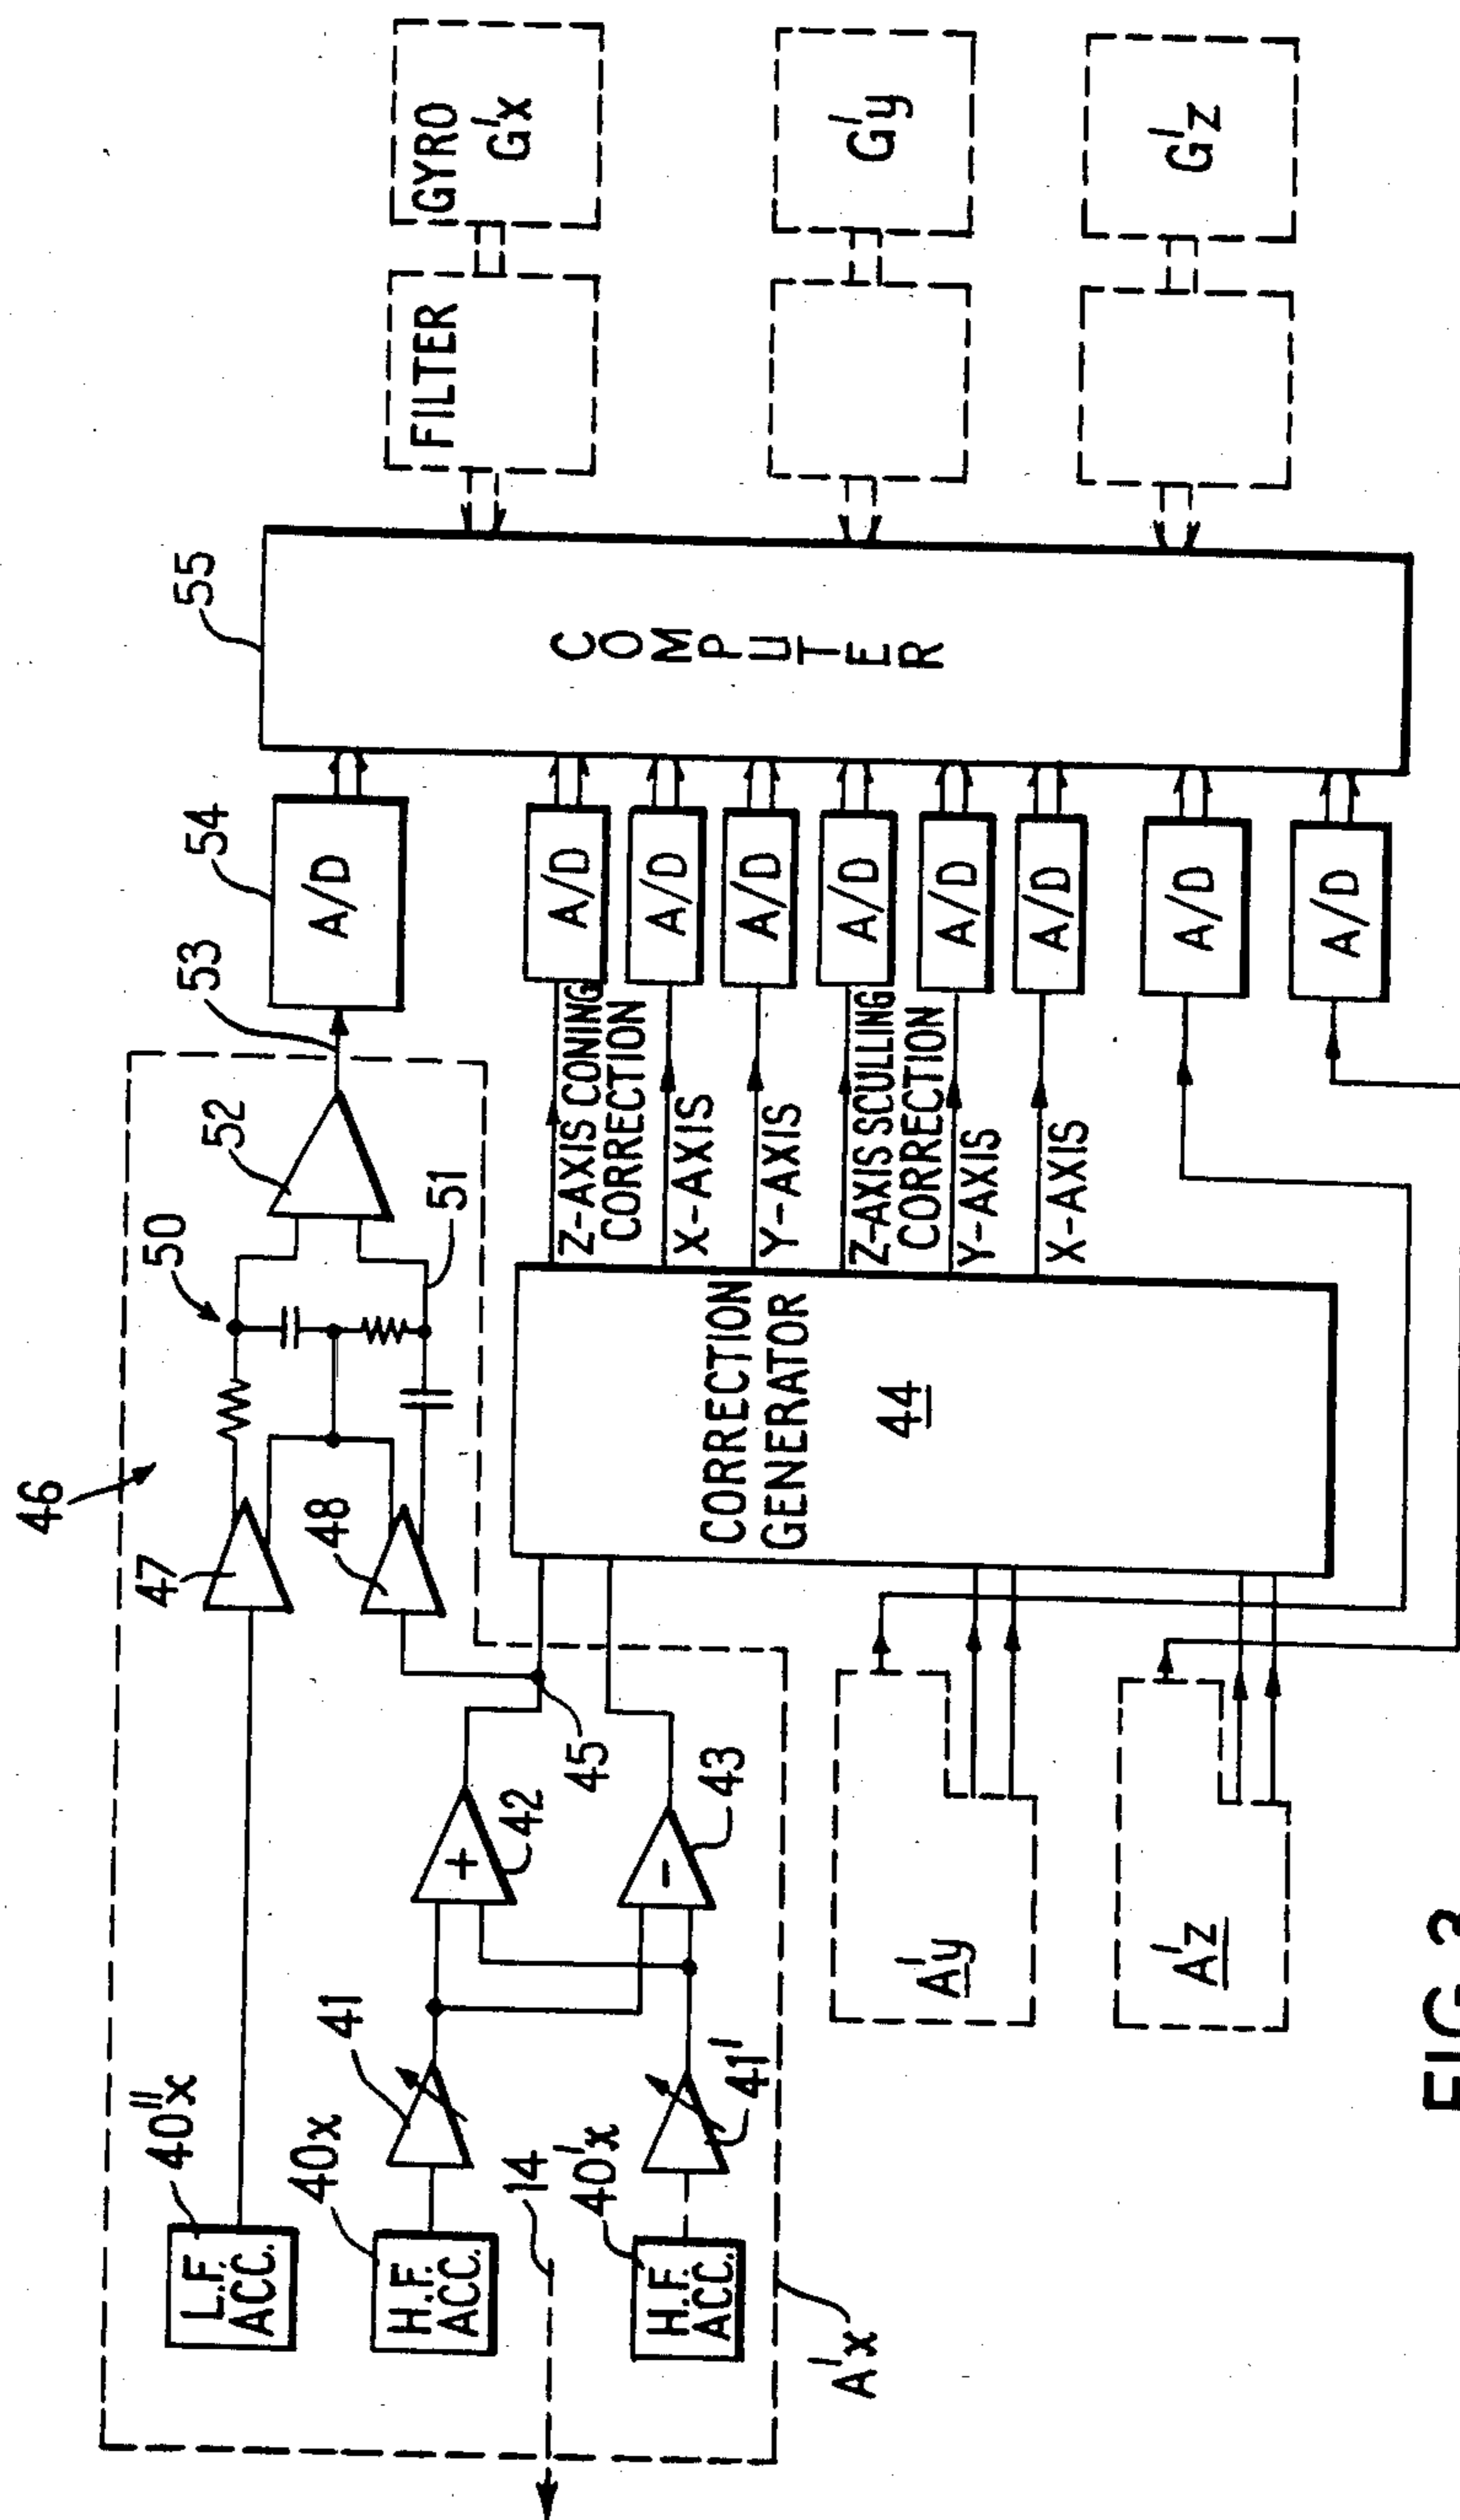 46
47
50
52
53
54
55
48
51
40"x
L.F.
ACC.
A/D
GYRO
G'x
FILTER
40x
41
H.F.
ACC.
+
42
45
14
40'x
41'
H.F.
ACC.
-
43
A'x
CORRECTION
GENERATOR
44
Z-AXIS CONING
CORRECTION
X-AXIS
Y-AXIS
Z-AXIS SCULLING
CORRECTION
Y-AXIS
X-AXIS
A/D
A/D
A/D
A/D
A/D
A/D
A/D
A/D
COMPUTER
G'y
G'z
A'y
A'z
FIG.3